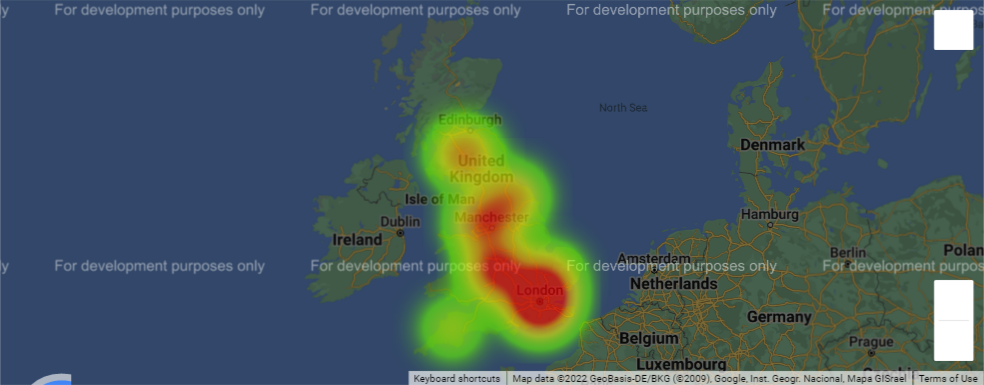 For development purposes only
For development purposes only
For development purposes only
For development purposes only
North Sea
Edinburgh
Denmark
United
Kingdom
Isle of Man
Manchester
Hamburg
Dublin
Ireland
Berlin
Polan
Amsterdam
For development purposes only
For development purposes only
For development purposes only
For development purpos
Netherlands
London
Germany
Belgium
Prague
Luxembourg
Keyboard shortcuts
Map data ©2022 GeoBasis-DE/BKG (©2009), Google, Inst. Geogr. Nacional, Mapa GISrael
Terms of Use